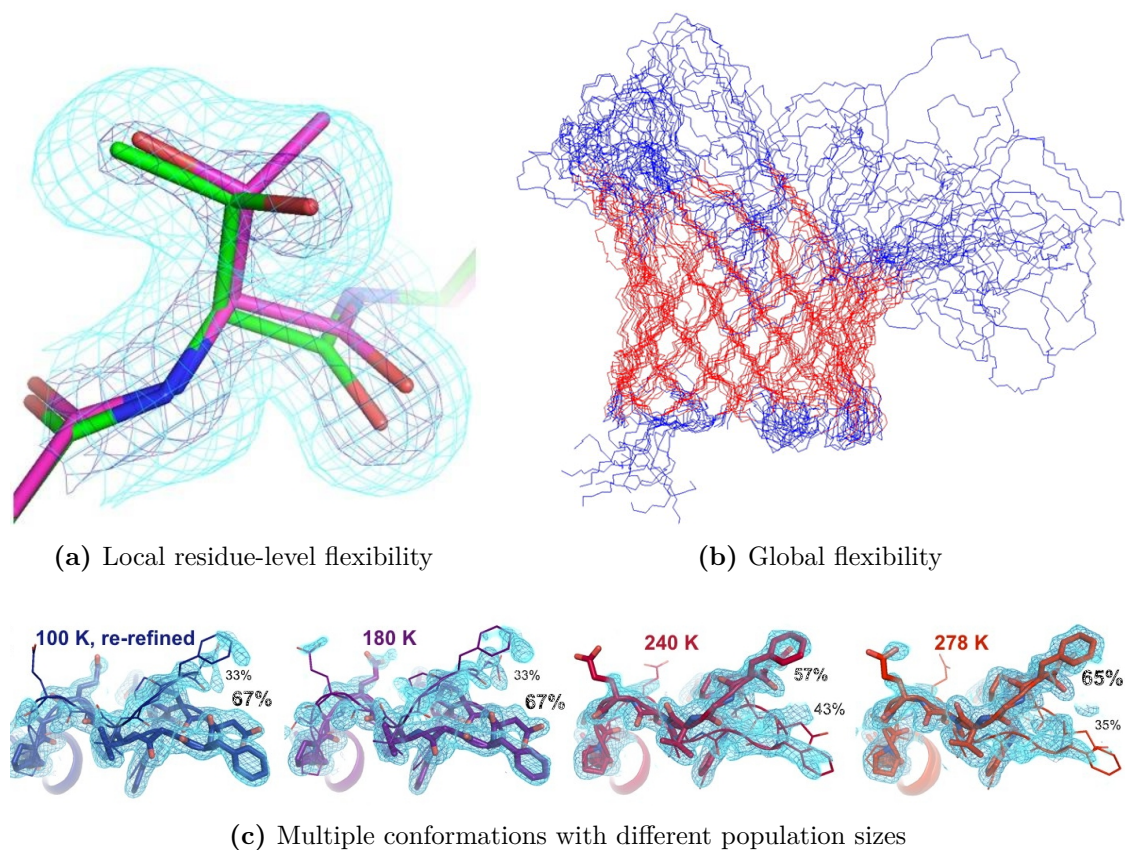 (a) Local residue-level flexibility
(b) Global flexibility
100 K, re-refined
33%
67%
180 K
33%
67%
240 K
57%
43%
278 K
65%
35%
(c) Multiple conformations with different population sizes